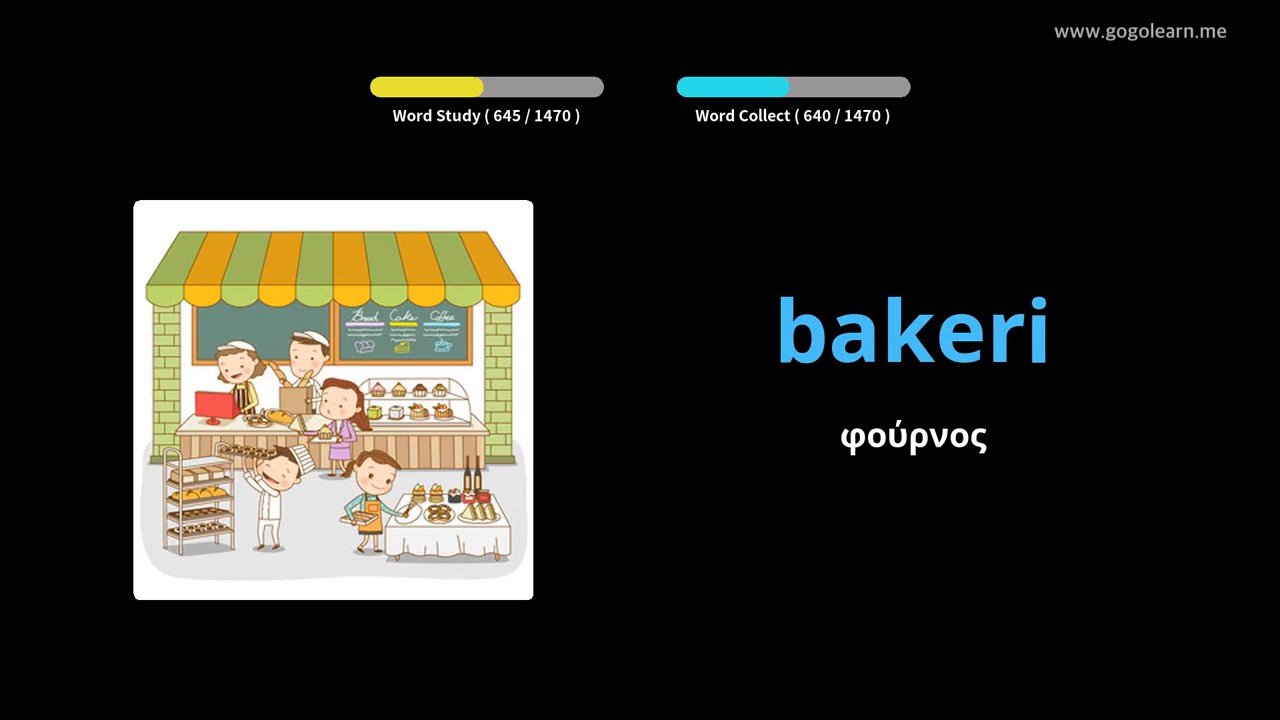 www.gogolearn.me
Word Study ( 645 / 1470 )
Word Collect ( 640 / 1470 )
Bread Cake Coffee
bakeri
φούρνος